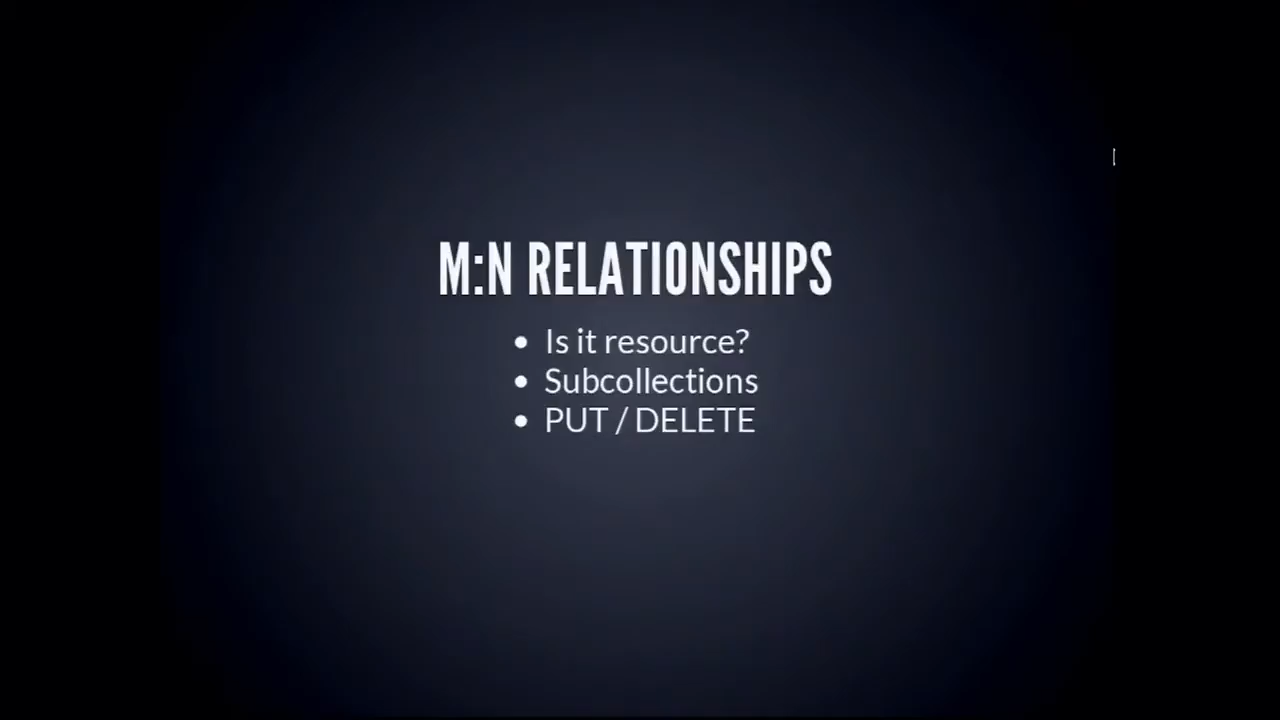 M:N RELATIONSHIPS
• Is it resource?
• Subcollections
• PUT / DELETE